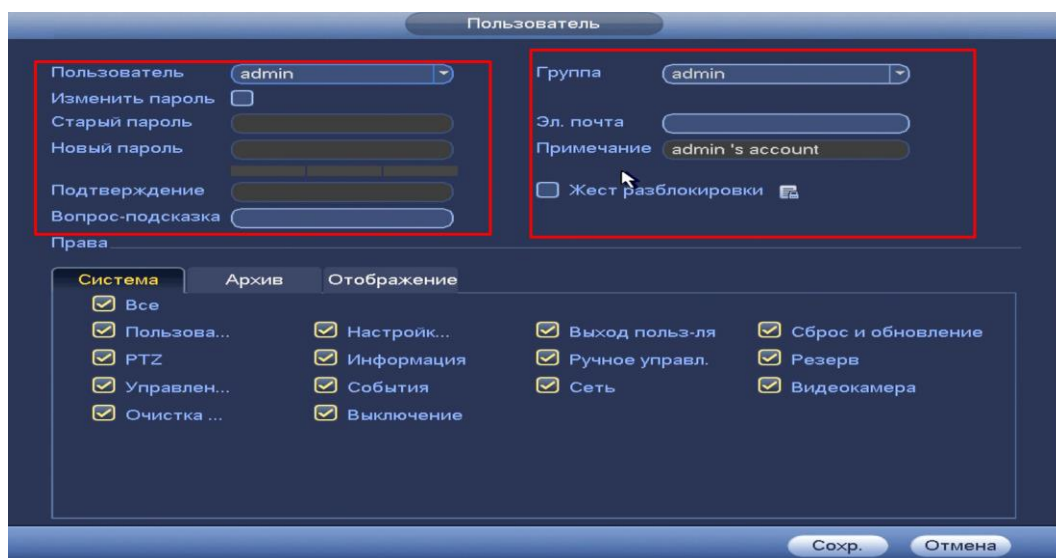 Пользователь
Пользователь admin
Изменить пароль
Старый пароль
Новый пароль
Подтверждение
Вопрос-подсказка
Группа admin
Эл. почта
Примечание admin 's account
Жест разблокировки
Права
Система Архив Отображение
Все
Пользова... Настройк... Выход польз-ля Сброс и обновление
PTZ Информация Ручное управл. Резерв
Управлен... События Сеть Видеокамера
Очистка ... Выключение
Сохр. Отмена